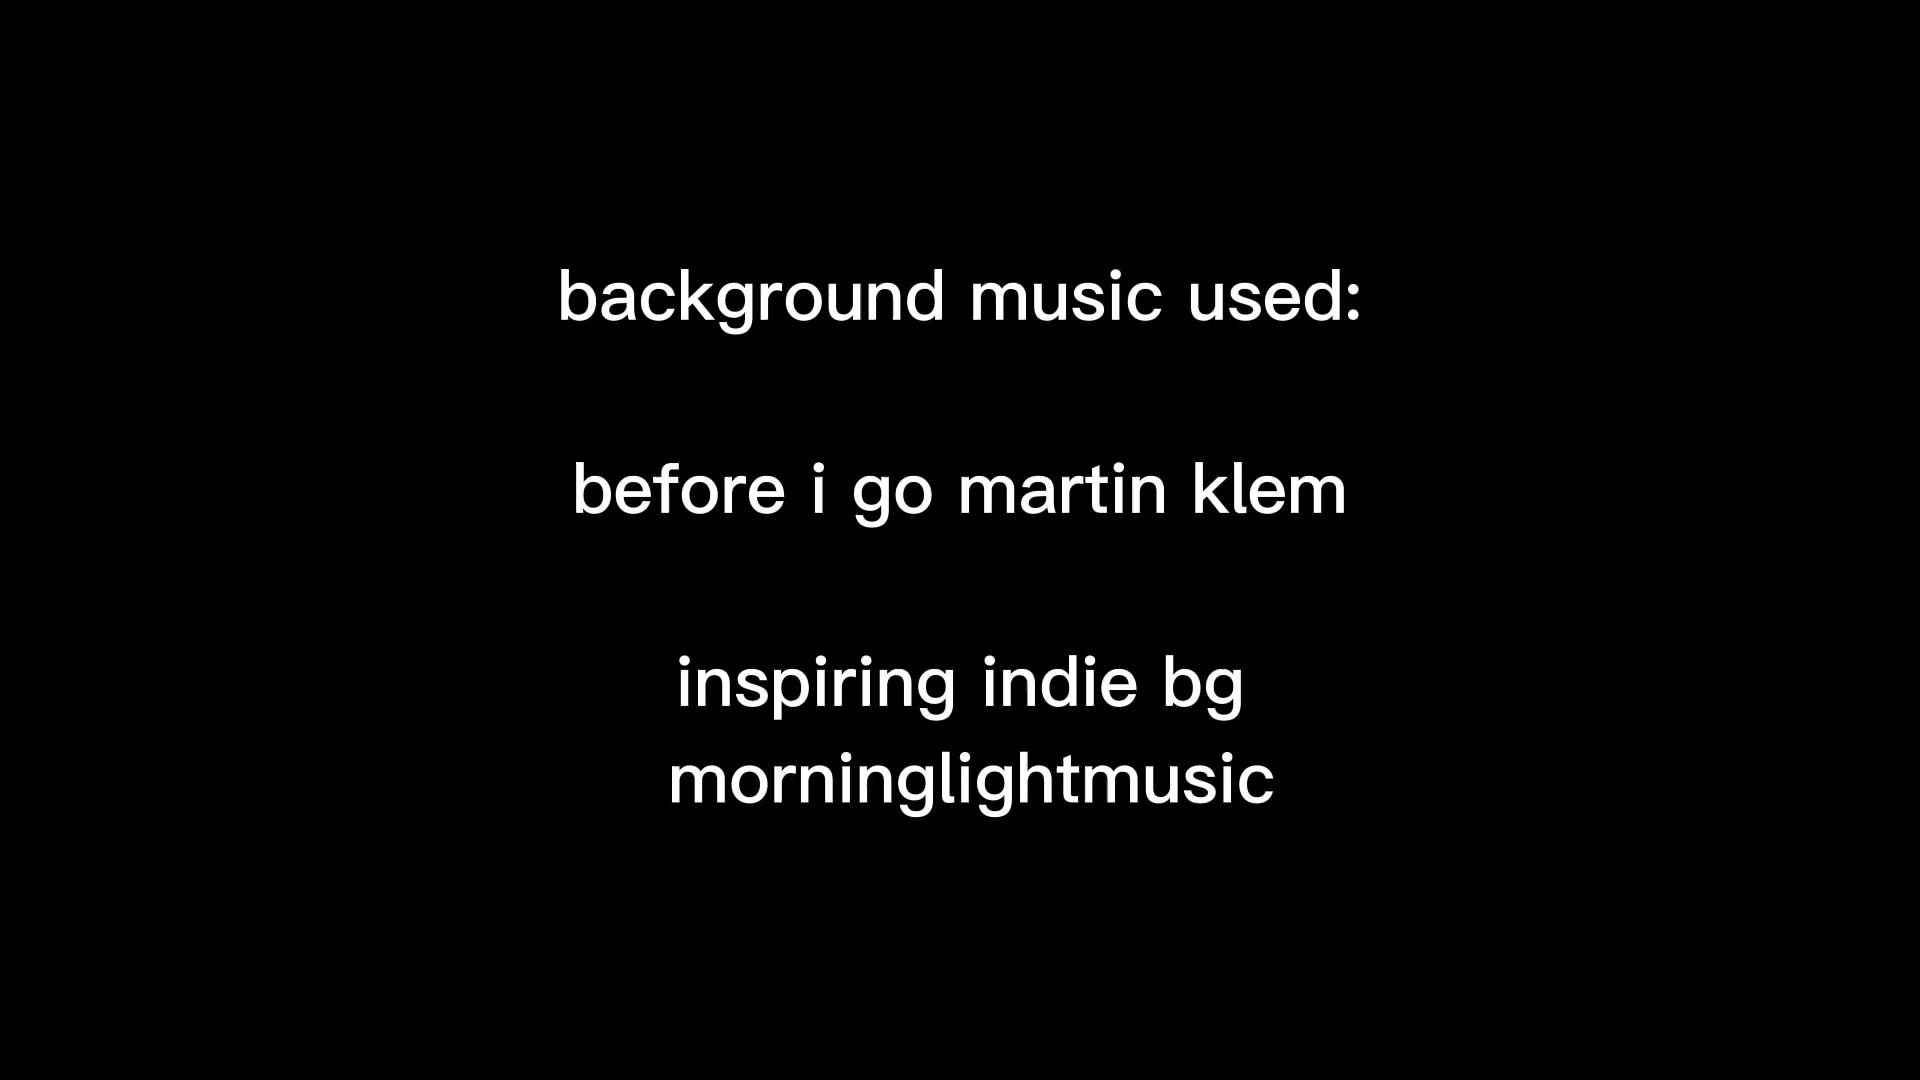 background music used:
before i go martin klem
inspiring indie bg
morninglightmusic